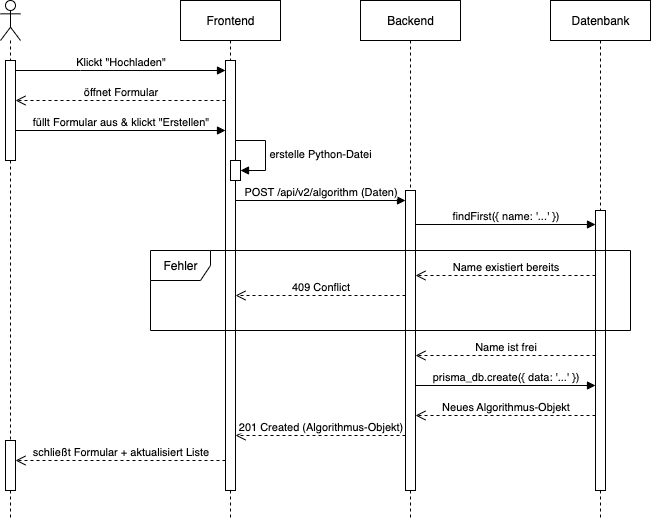 Frontend
Backend
Datenbank
Klickt "Hochladen"
öffnet Formular
füllt Formular aus & klickt "Erstellen"
erstelle Python-Datei
POST /api/v2/algorithm (Daten)
findFirst({ name: '...' })
Fehler
Name existiert bereits
409 Conflict
Name ist frei
prisma_db.create({ data: '...' })
Neues Algorithmus-Objekt
201 Created (Algorithmus-Objekt)
schließt Formular + aktualisiert Liste